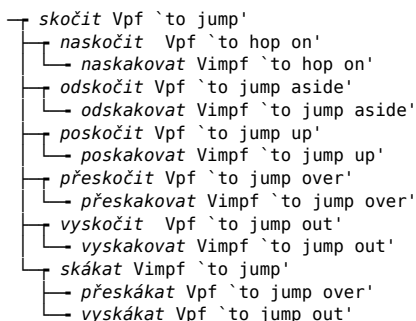 skočit Vpf `to jump'
naskočit Vpf `to hop on'
naskakovat Vimpf `to hop on'
odskočit Vpf `to jump aside'
odskakovat Vimpf `to jump aside'
poskočit Vpf `to jump up'
poskakovat Vimpf `to jump up'
přeskočit Vpf `to jump over'
přeskakovat Vimpf `to jump over'
vyskočit Vpf `to jump out'
vyskakovat Vimpf `to jump out'
skákat Vimpf `to jump'
přeskákat Vpf `to jump over'
vyskákat Vpf `to jump out'